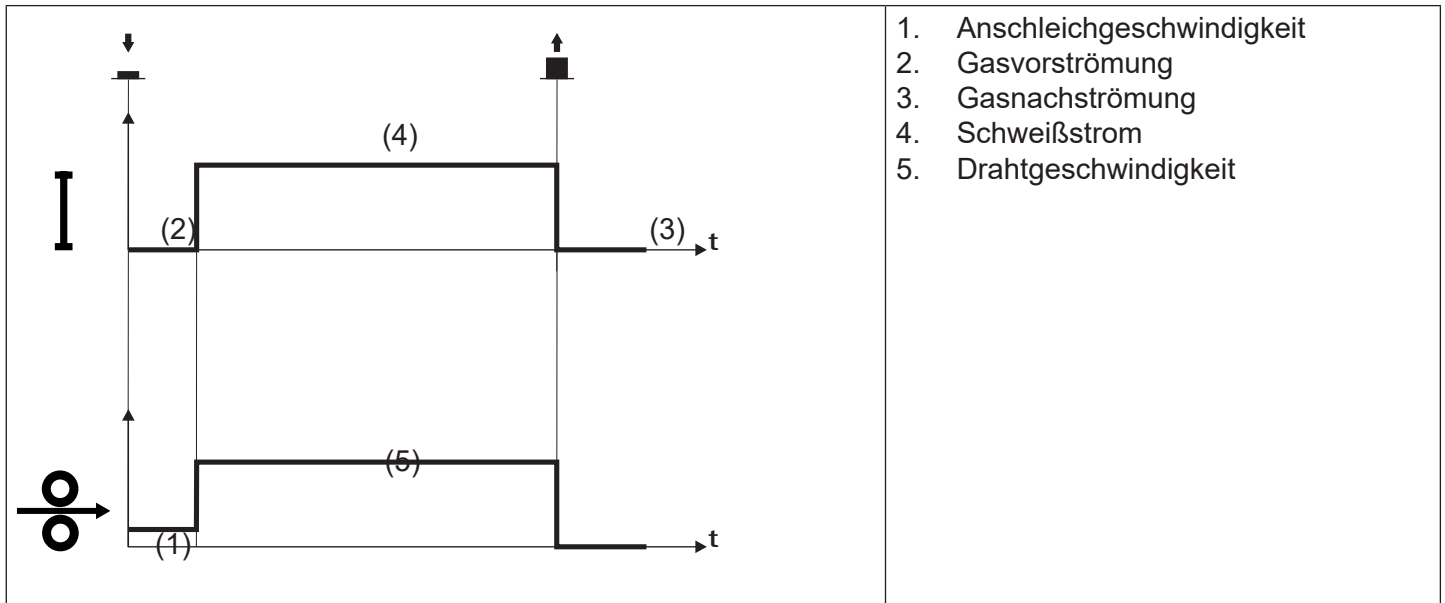 (4)
I
(2)
(3)
t
(5)
(1)
t
1. Anschleichgeschwindigkeit
2. Gasvorströmung
3. Gasnachströmung
4. Schweißstrom
5. Drahtgeschwindigkeit